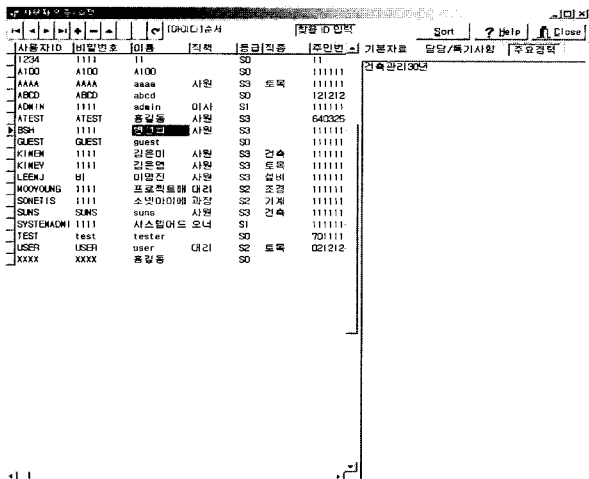 사용자 인증/수정
[아이디]순서 찾을 ID 입력 Sort ? Help Close
사용자ID 비밀번호 이름 직책 등급 직종 주민번
기본자료 담당/특기사항 주요경력
건축관리30년
1234 1111 11 S0 11
A100 A100 A100 S0 111111
AAAA AAAA aaaa 사원 S3 토목 111111
ABCD ABCD abcd S0 121212
ADMIN 1111 admin 이사 S1 111111
ATEST ATEST 홍길동 사원 S3 640325
BSH 1111 사원 S3 111111
GUEST GUEST guest S0 111111
KIMEM 1111 김은미 사원 S3 건축 111111
KIMEY 1111 김은영 사원 S3 토목 111111
LEEMJ 비 이명진 사원 S3 설비 111111
MOOYOUNG 1111 프로젝트매 대리 S2 조경 111111
SONETIS 1111 소넷아이에 과장 S2 기계 111111
SUNS SUNS suns 사원 S3 건축 111111
SYSTEMADMI 1111 시스템어드 오너 S1 111111
TEST test tester S0 701111
USER USER user 대리 S2 토목 021212
XXXX XXXX 홍길동 S0